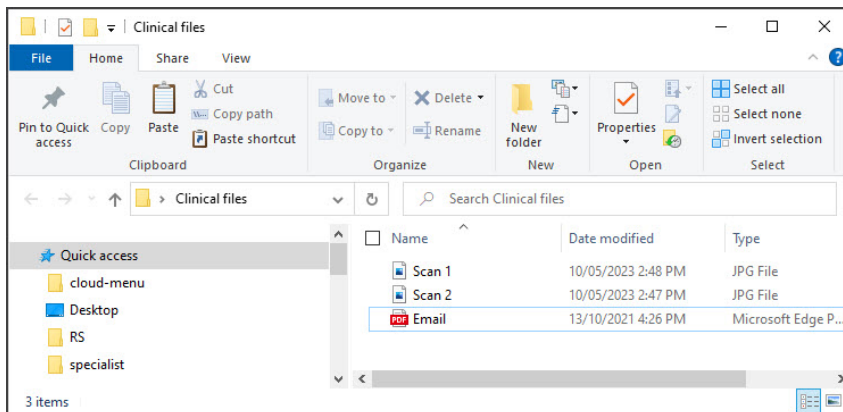 Clinical files
File Home Share View
Pin to Quick access
Copy
Paste
Cut
Copy path
Paste shortcut
Clipboard
Move to
Copy to
Delete
Rename
Organize
New folder
New
Properties
Open
Select all
Select none
Invert selection
Select
Clinical files
Search Clinical files
Quick access
cloud-menu
Desktop
RS
specialist
Name Date modified Type
Scan 1 10/05/2023 2:48 PM JPG File
Scan 2 10/05/2023 2:47 PM JPG File
PDF Email 13/10/2021 4:26 PM Microsoft Edge P...
3 items